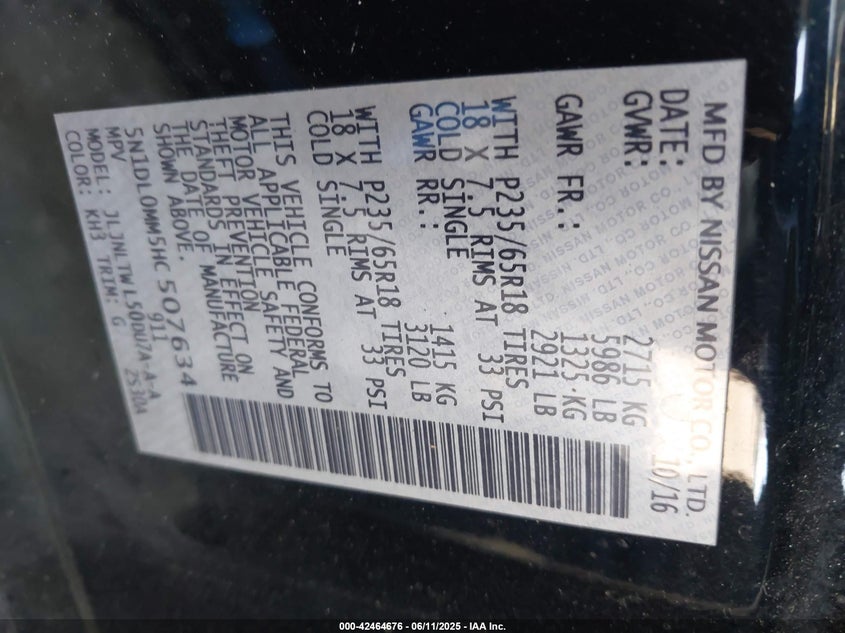 MFD BY NISSAN MOTOR CO., LTD.
DATE: 10/16
GVWR: 2715 KG
5986 LB
GAWR FR.: 1325 KG
2921 LB
WITH P235/65R18 TIRES
18 X 7.5 RIMS AT 33 PSI
COLD SINGLE
GAWR RR.: 1415 KG
3120 LB
WITH P235/65R18 TIRES
18 X 7.5 RIMS AT 33 PSI
COLD SINGLE
THIS VEHICLE CONFORMS TO
ALL APPLICABLE FEDERAL
MOTOR VEHICLE SAFETY AND
THEFT PREVENTION
STANDARDS IN EFFECT ON
THE DATE OF MANUFACTURE
SHOWN ABOVE.
5N1DL0MM5HC507634
MPV 911
MODEL: JLJNLTWL50DU7A-A-A
COLOR: KH3 TRIM: G 2S30A
000-42464676 - 06/11/2025 - IAA Inc.